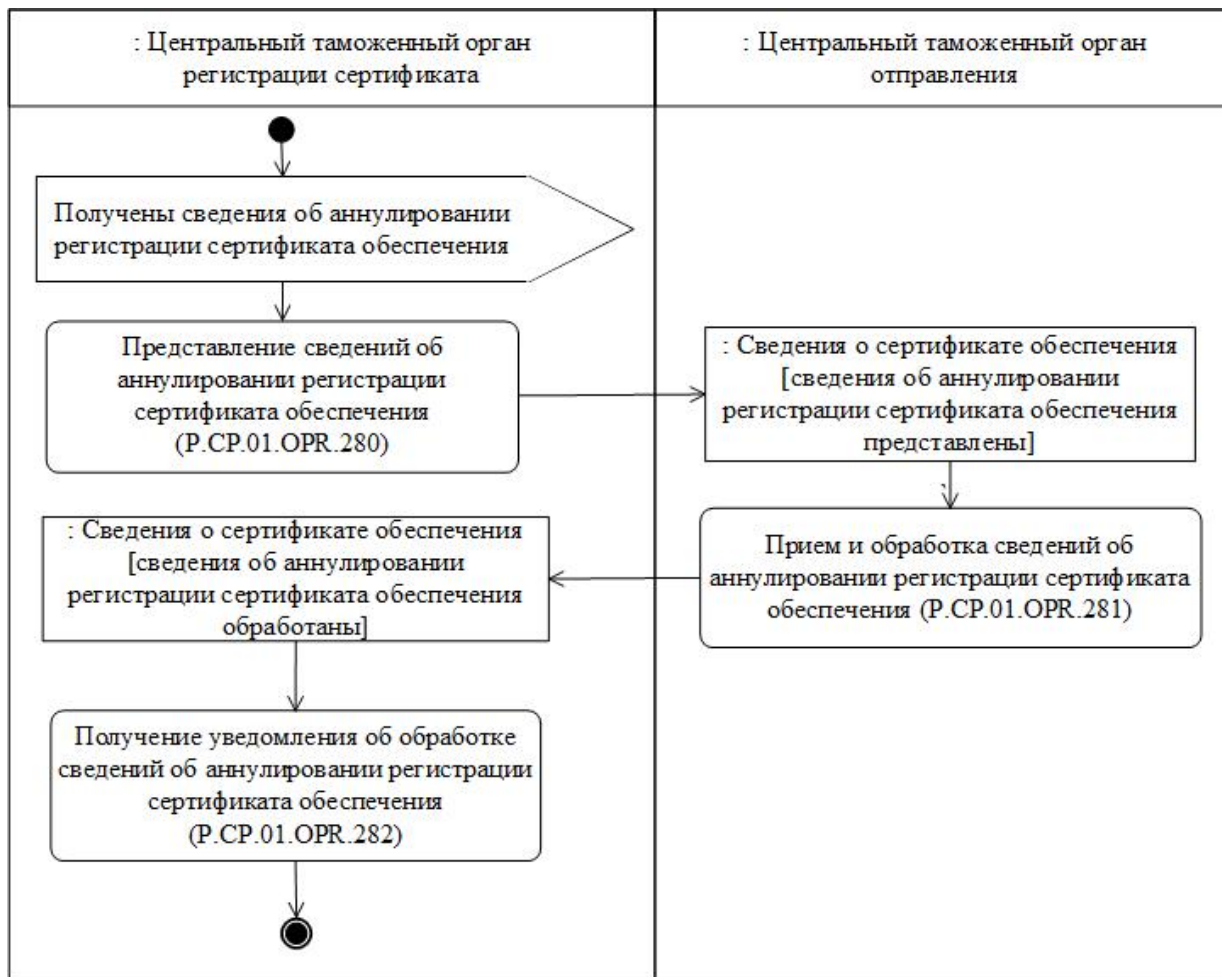 : Центральный таможенный орган
регистрации сертификата
: Центральный таможенный орган
отправления
Получены сведения об аннулировании
регистрации сертификата обеспечения
Представление сведений об
аннулировании регистрации
сертификата обеспечения
(P.CP.01.OPR.280)
: Сведения о сертификате обеспечения
[сведения об аннулировании
регистрации сертификата обеспечения
представлены]
Прием и обработка сведений об
аннулировании регистрации сертификата
обеспечения (P.CP.01.OPR.281)
: Сведения о сертификате обеспечения
[сведения об аннулировании
регистрации сертификата обеспечения
обработаны]
Получение уведомления об обработке
сведений об аннулировании регистрации
сертификата обеспечения
(P.CP.01.OPR.282)